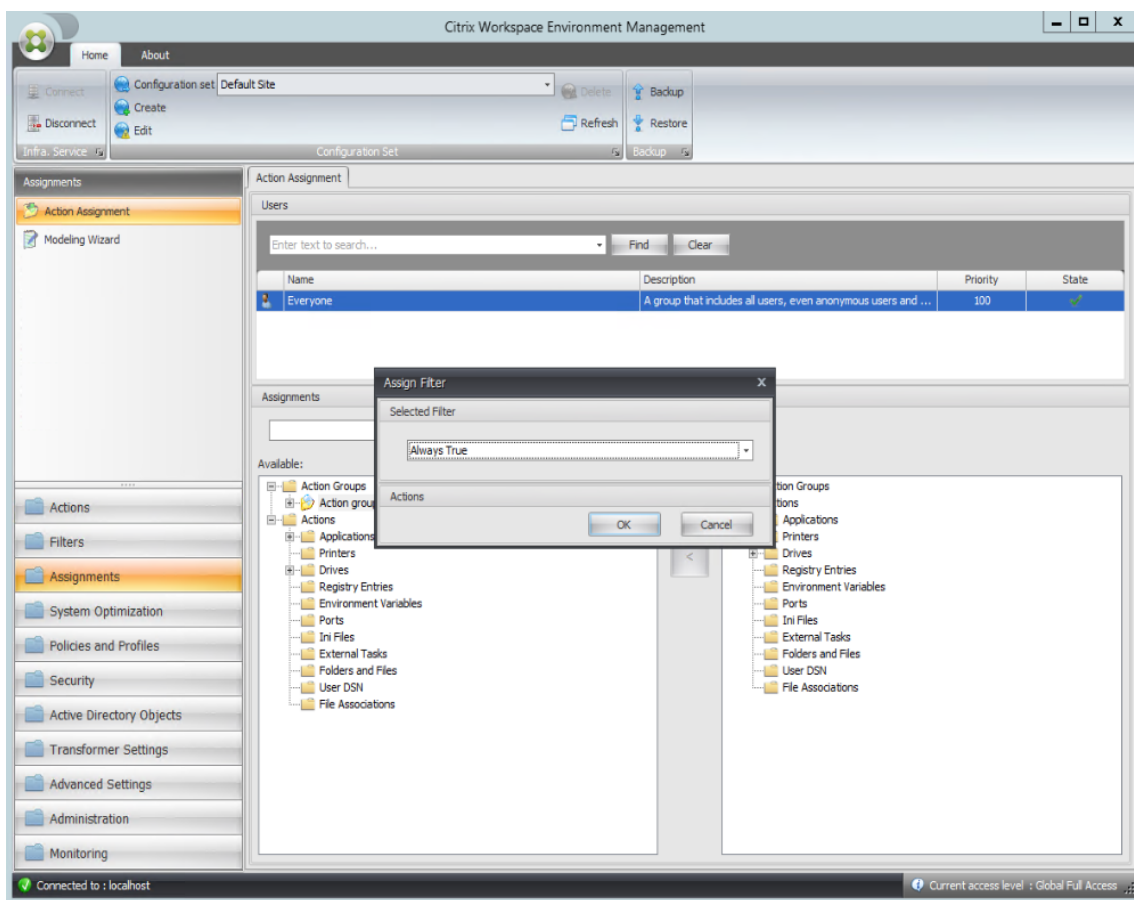 Citrix Workspace Environment Management
Home About
Connect
Disconnect
Infra. Service
Configuration set Default Site
Create
Edit
Delete
Refresh
Configuration Set
Backup
Restore
Backup
Assignments
Action Assignment
Modeling Wizard
Actions
Filters
Assignments
System Optimization
Policies and Profiles
Security
Active Directory Objects
Transformer Settings
Advanced Settings
Administration
Monitoring
Action Assignment
Users
Enter text to search... Find Clear
Name Description Priority State
Everyone A group that includes all users, even anonymous users and ... 100
Assignments
Available:
Action Groups
Action grou
Actions
Applications
Printers
Drives
Registry Entries
Environment Variables
Ports
Ini Files
External Tasks
Folders and Files
User DSN
File Associations
Assign Filter X
Selected Filter
Always True
Actions
OK Cancel
<
tion Groups
tions
Applications
Printers
Drives
Registry Entries
Environment Variables
Ports
Ini Files
External Tasks
Folders and Files
User DSN
File Associations
Connected to : localhost
Current access level : Global Full Access